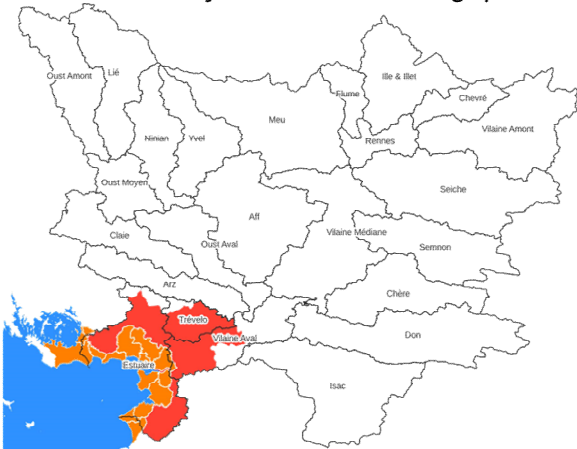 Oust Amont
Lié
Ille & Illet
Flume
Chevré
Meu
Vilaine Amont
Ninian
Yvel
Rennes
Oust Moyen
Seiche
Aff
Claie
Vilaine Médiane
Oust Aval
Semnon
Arz
Chère
Trévelo
Don
Vilaine Aval
Estuaire
Isac